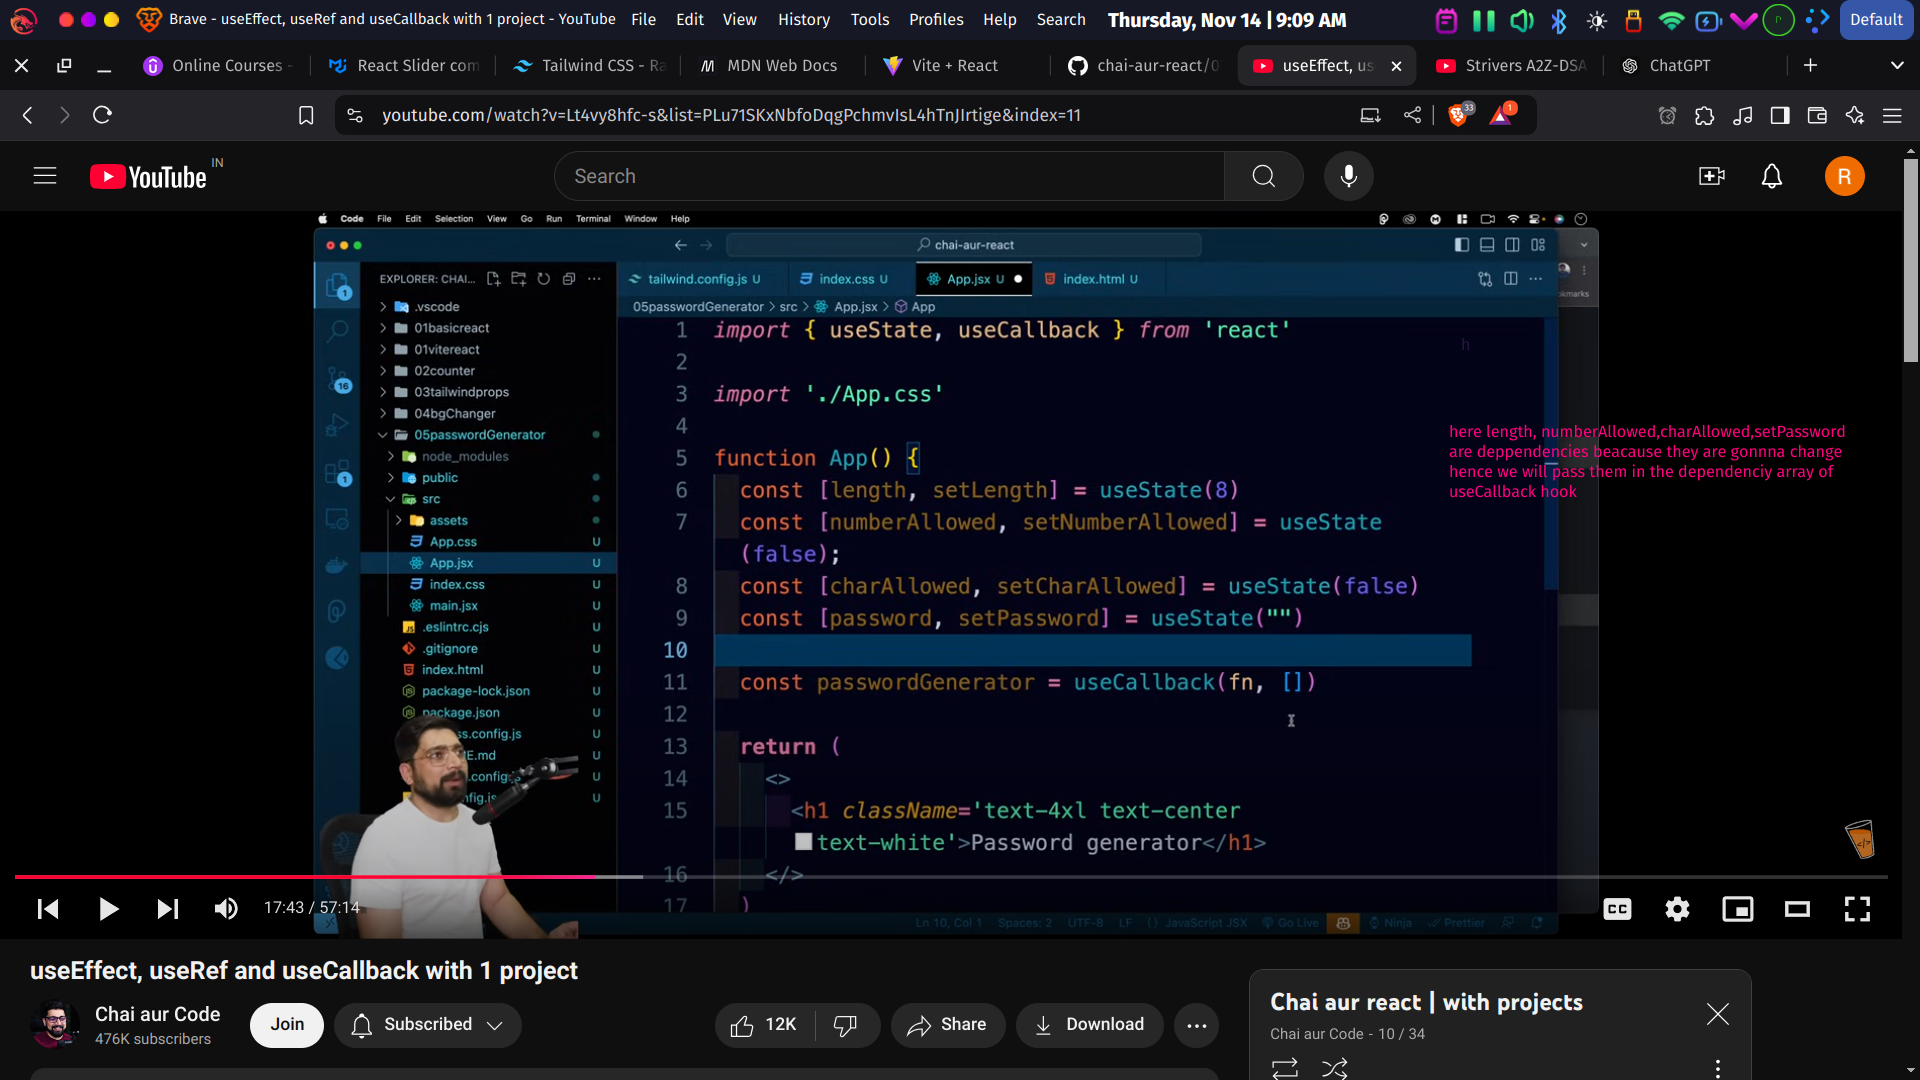 Brave - useEffect, useRef and useCallback with 1 project - YouTube File Edit View History Tools Profiles Help Search Thursday, Nov 14 | 9:09 AM Default
Online Courses - React Slider com Tailwind CSS - Ra MDN Web Docs Vite + React chai-aur-react/0 useEffect, us Strivers A2Z-DSA ChatGPT
youtube.com/watch?v=Lt4vy8hfc-s&list=PLu71SKxNbfoDqgPchmvIsL4hTnJIrtige&index=11 33 1
YouTube IN Search R
Code File Edit Selection View Go Run Terminal Window Help
chai-aur-react
EXPLORER: CHAI...
.vscode
01basicreact
01vitereact
02counter
03tailwindprops
04bgChanger
05passwordGenerator
node_modules
public
src
assets
App.css U
App.jsx U
index.css U
main.jsx U
.eslintrc.cjs U
.gitignore U
index.html U
package-lock.json U
package.json U
ss.config.js U
E.md U
.config.js U
nfig.js U
1
16
1
tailwind.config.js U index.css U App.jsx U index.html U
okmarks
05passwordGenerator > src > App.jsx > App
1 import { useState, useCallback } from 'react'
h
2
3 import './App.css'
4
5 function App() {
6 const [length, setLength] = useState(8)
7 const [numberAllowed, setNumberAllowed] = useState
(false);
8 const [charAllowed, setCharAllowed] = useState(false)
9 const [password, setPassword] = useState("")
10
11 const passwordGenerator = useCallback(fn, [])
12
13 return (
14 <>
15 <h1 className='text-4xl text-center
text-white'>Password generator</h1>
16 </>
17 )
here length, numberAllowed,charAllowed,setPassword
are deppendencies beacause they are gonnna change
hence we will pass them in the dependenciy array of
useCallback hook
17:43 / 57:14 CC
Ln 10, Col 1 Spaces: 2 UTF-8 LF {} JavaScript JSX Go Live Ninja Prettier
useEffect, useRef and useCallback with 1 project
Chai aur Code
476K subscribers
Join Subscribed 12K Share Download
Chai aur react | with projects
Chai aur Code - 10 / 34